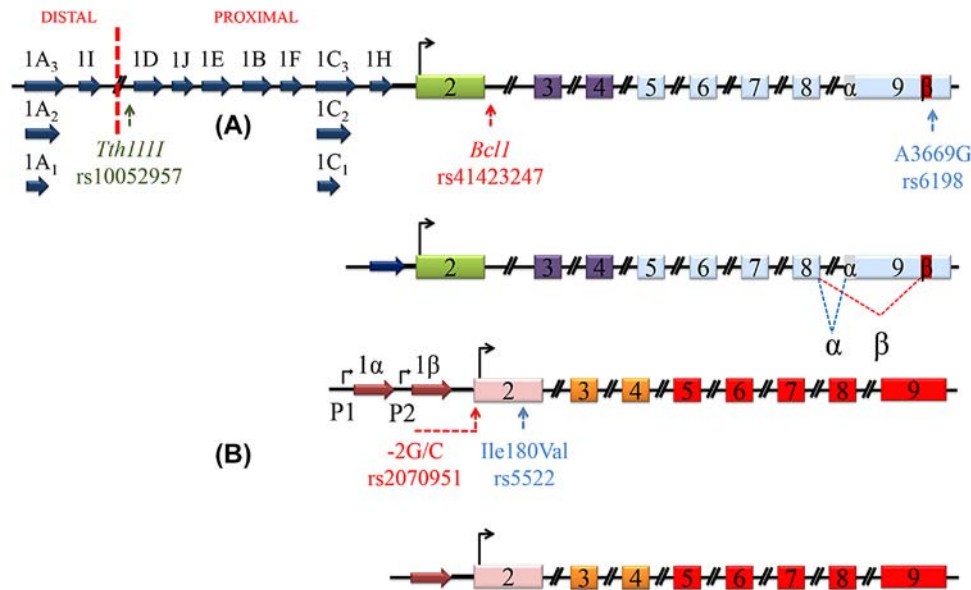 DISTAL PROXIMAL
1A3 1I 1D 1J 1E 1B 1F 1C3 1H
2 3 4 5 6 7 8 α 9 β
1A2 (A) 1C2
Tth111I Bcl1 A3669G
rs10052957 rs41423247 rs6198
1A1 1C1
2 3 4 5 6 7 8 α 9 β
α β
1α 1β
2 3 4 5 6 7 8 9
P1 P2
(B) -2G/C Ile180Val
rs2070951 rs5522
2 3 4 5 6 7 8 9